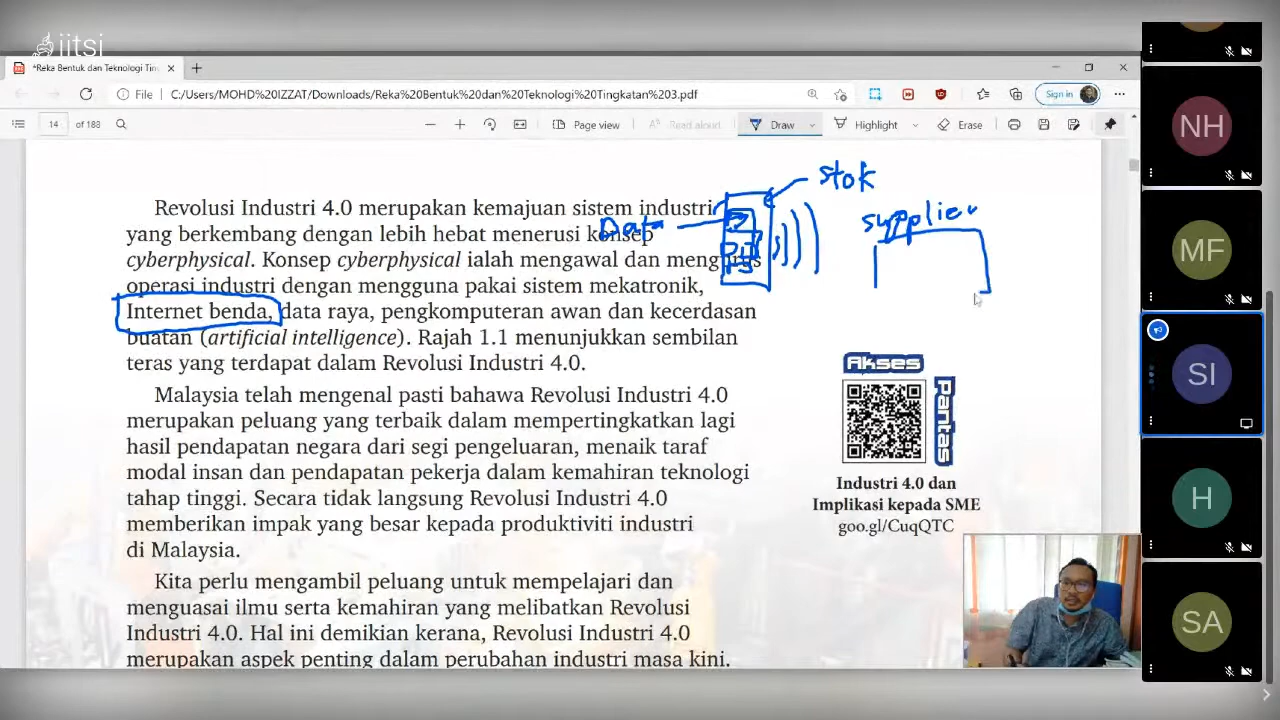 jitsi
*Reka Bentuk dan Teknologi Tin
File
C:/Users/MOHD%20IZZAT/Downloads/Reka%20Bentuk%20dan%20Teknologi%20Tingkatan%203.pdf
Sign in
14 of 188
Page view
Read aloud
Draw
Highlight
Erase
stok
Data
supplier
Revolusi Industri 4.0 merupakan kemajuan sistem industri
yang berkembang dengan lebih hebat menerusi konsep
cyberphysical. Konsep cyberphysical ialah mengawal dan mengurus
operasi industri dengan mengguna pakai sistem mekatronik,
Internet benda, data raya, pengkomputeran awan dan kecerdasan
buatan (artificial intelligence). Rajah 1.1 menunjukkan sembilan
teras yang terdapat dalam Revolusi Industri 4.0.
Malaysia telah mengenal pasti bahawa Revolusi Industri 4.0
merupakan peluang yang terbaik dalam mempertingkatkan lagi
hasil pendapatan negara dari segi pengeluaran, menaik taraf
modal insan dan pendapatan pekerja dalam kemahiran teknologi
tahap tinggi. Secara tidak langsung Revolusi Industri 4.0
memberikan impak yang besar kepada produktiviti industri
di Malaysia.
Kita perlu mengambil peluang untuk mempelajari dan
menguasai ilmu serta kemahiran yang melibatkan Revolusi
Industri 4.0. Hal ini demikian kerana, Revolusi Industri 4.0
merupakan aspek penting dalam perubahan industri masa kini.
Akses
Pantas
Industri 4.0 dan
Implikasi kepada SME
goo.gl/CuqQTC
NH
MF
SI
H
SA